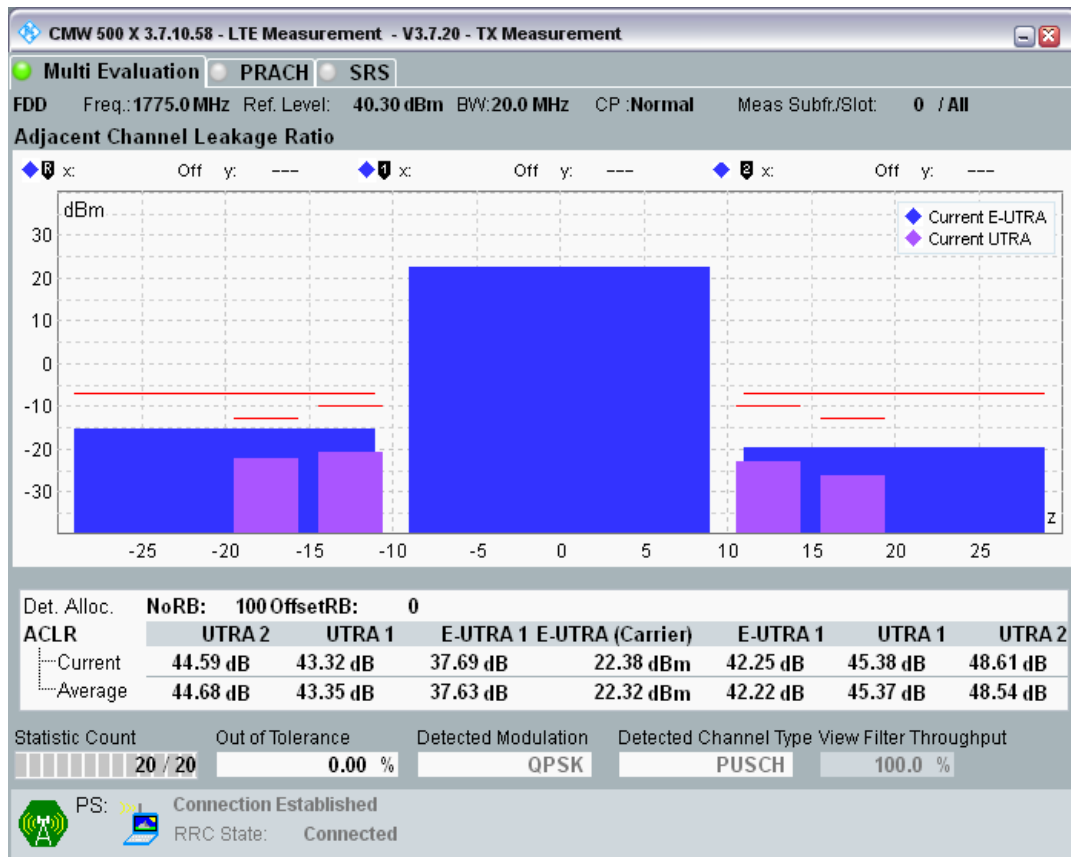 CMW 500 X 3.7.10.58 - LTE Measurement - V3.7.20 - TX Measurement
Multi Evaluation PRACH SRS
FDD Freq.:1775.0 MHz Ref. Level: 40.30 dBm BW:20.0 MHz CP :Normal Meas Subfr./Slot: 0 / All
Adjacent Channel Leakage Ratio
R x: Off y: --- 1 x: Off y: --- 2 x: Off y: ---
dBm
Current E-UTRA
Current UTRA
30
20
10
0
-10
-20
-30
z
-25 -20 -15 -10 -5 0 5 10 15 20 25
Det. Alloc. NoRB: 100 OffsetRB: 0
ACLR UTRA 2 UTRA 1 E-UTRA 1 E-UTRA (Carrier) E-UTRA 1 UTRA 1 UTRA 2
Current 44.59 dB 43.32 dB 37.69 dB 22.38 dBm 42.25 dB 45.38 dB 48.61 dB
Average 44.68 dB 43.35 dB 37.63 dB 22.32 dBm 42.22 dB 45.37 dB 48.54 dB
Statistic Count Out of Tolerance Detected Modulation Detected Channel Type View Filter Throughput
20 / 20 0.00 % QPSK PUSCH 100.0 %
PS: Connection Established
RRC State: Connected